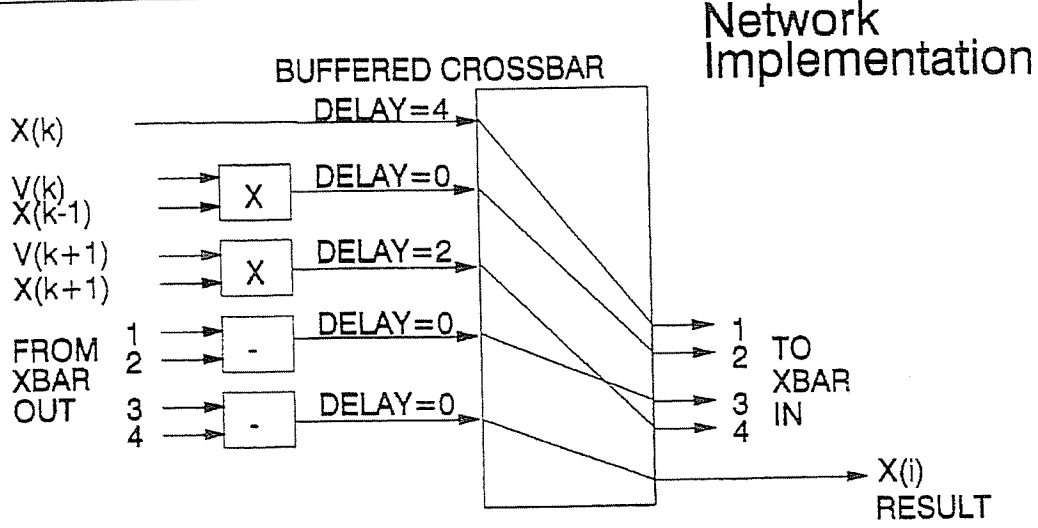 Network
Implementation
BUFFERED CROSSBAR
X(k)
DELAY=4
V(k)
X(k-1)
X
DELAY=0
V(k+1)
X(k+1)
X
DELAY=2
FROM
XBAR
OUT
1
2
-
DELAY=0
3
4
-
DELAY=0
1
2
3
4
TO
XBAR
IN
X(i)
RESULT